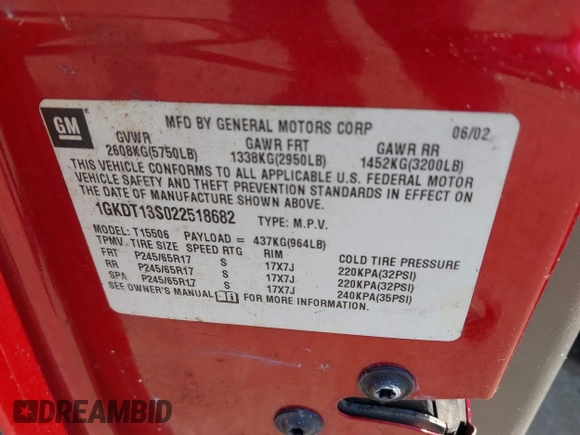 GM
MFD BY GENERAL MOTORS CORP 06/02
GVWR GAWR FRT GAWR RR
2608KG(5750LB) 1338KG(2950LB) 1452KG(3200LB)
THIS VEHICLE CONFORMS TO ALL APPLICABLE U.S. FEDERAL MOTOR
VEHICLE SAFETY AND THEFT PREVENTION STANDARDS IN EFFECT ON
THE DATE OF MANUFACTURE SHOWN ABOVE.
1GKDT13S022518682 TYPE: M.P.V.
MODEL: T15506 PAYLOAD = 437KG(964LB)
TPMV TIRE SIZE SPEED RTG RIM COLD TIRE PRESSURE
FRT P245/65R17 S 17X7J 220KPA(32PSI)
RR P245/65R17 S 17X7J 220KPA(32PSI)
SPA P245/65R17 S 17X7J 240KPA(35PSI)
SEE OWNER'S MANUAL FOR MORE INFORMATION.
DREAMBID